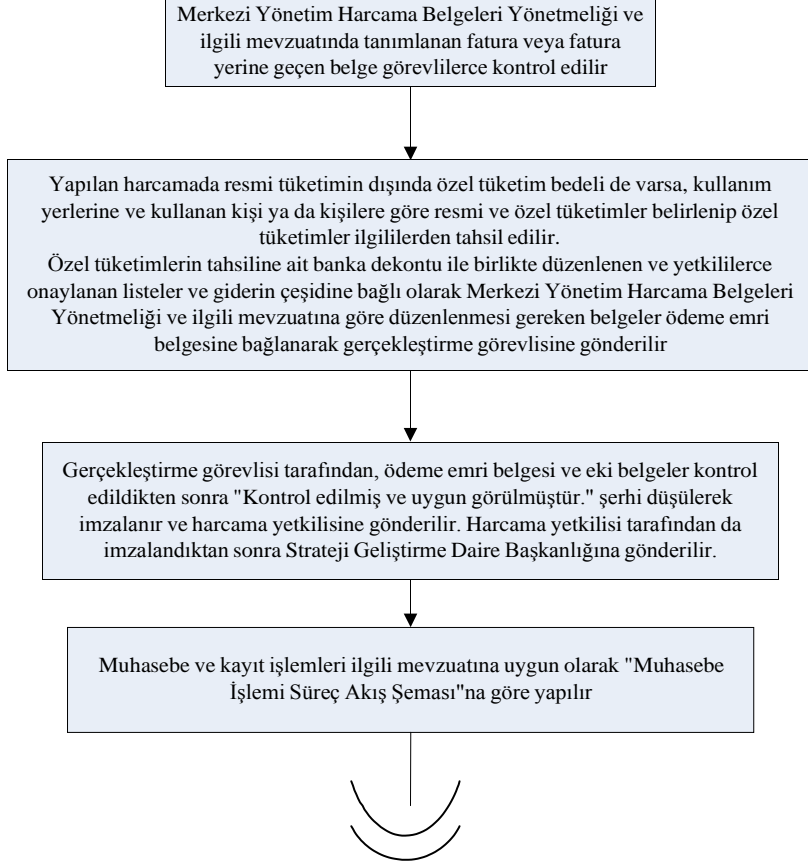 Merkezi Yönetim Harcama Belgeleri Yönetmeliği ve
ilgili mevzuatında tanımlanan fatura veya fatura
yerine geçen belge görevlilerce kontrol edilir
Yapılan harcamada resmi tüketimin dışında özel tüketim bedeli de varsa, kullanım
yerlerine ve kullanan kişi ya da kişilere göre resmi ve özel tüketimler belirlenip özel
tüketimler ilgililerden tahsil edilir.
Özel tüketimlerin tahsiline ait banka dekontu ile birlikte düzenlenen ve yetkililerce
onaylanan listeler ve giderin çeşidine bağlı olarak Merkezi Yönetim Harcama Belgeleri
Yönetmeliği ve ilgili mevzuatına göre düzenlenmesi gereken belgeler ödeme emri
belgesine bağlanarak gerçekleştirme görevlisine gönderilir
Gerçekleştirme görevlisi tarafından, ödeme emri belgesi ve eki belgeler kontrol
edildikten sonra "Kontrol edilmiş ve uygun görülmüştür." şerhi düşülerek
imzalanır ve harcama yetkilisine gönderilir. Harcama yetkilisi tarafından da
imzalandıktan sonra Strateji Geliştirme Daire Başkanlığına gönderilir.
Muhasebe ve kayıt işlemleri ilgili mevzuatına uygun olarak "Muhasebe
İşlemi Süreç Akış Şeması"na göre yapılır